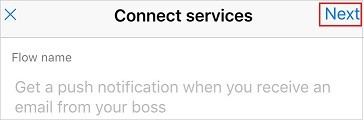 Connect services Next
Flow name
Get a push notification when you receive an
email from your boss